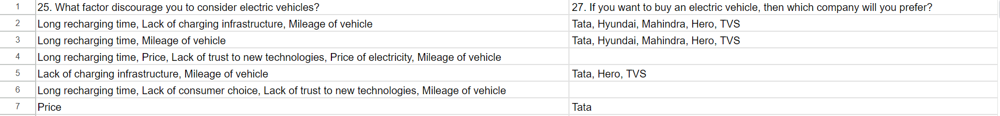 1 25. What factor discourage you to consider electric vehicles? 27. If you want to buy an electric vehicle, then which company will you prefer?
2 Long recharging time, Lack of charging infrastructure, Mileage of vehicle Tata, Hyundai, Mahindra, Hero, TVS
3 Long recharging time, Mileage of vehicle Tata, Hyundai, Mahindra, Hero, TVS
4 Long recharging time, Price, Lack of trust to new technologies, Price of electricity, Mileage of vehicle
5 Lack of charging infrastructure, Mileage of vehicle Tata, Hero, TVS
6 Long recharging time, Lack of consumer choice, Lack of trust to new technologies, Mileage of vehicle
7 Price Tata